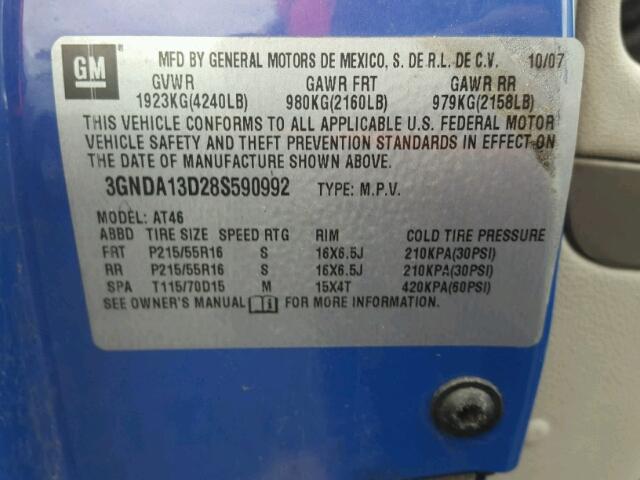 GM
MFD BY GENERAL MOTORS DE MEXICO, S. DE R.L. DE C.V. 10/07
GVWR GAWR FRT GAWR RR
1923KG(4240LB) 980KG(2160LB) 979KG(2158LB)
THIS VEHICLE CONFORMS TO ALL APPLICABLE U.S. FEDERAL MOTOR
VEHICLE SAFETY AND THEFT PREVENTION STANDARDS IN EFFECT ON
THE DATE OF MANUFACTURE SHOWN ABOVE.
3GNDA13D28S590992 TYPE: M.P.V.
MODEL: AT46
ABBD TIRE SIZE SPEED RTG RIM COLD TIRE PRESSURE
FRT P215/55R16 S 16X6.5J 210KPA(30PSI)
RR P215/55R16 S 16X6.5J 210KPA(30PSI)
SPA T115/70D15 M 15X4T 420KPA(60PSI)
SEE OWNER'S MANUAL FOR MORE INFORMATION.